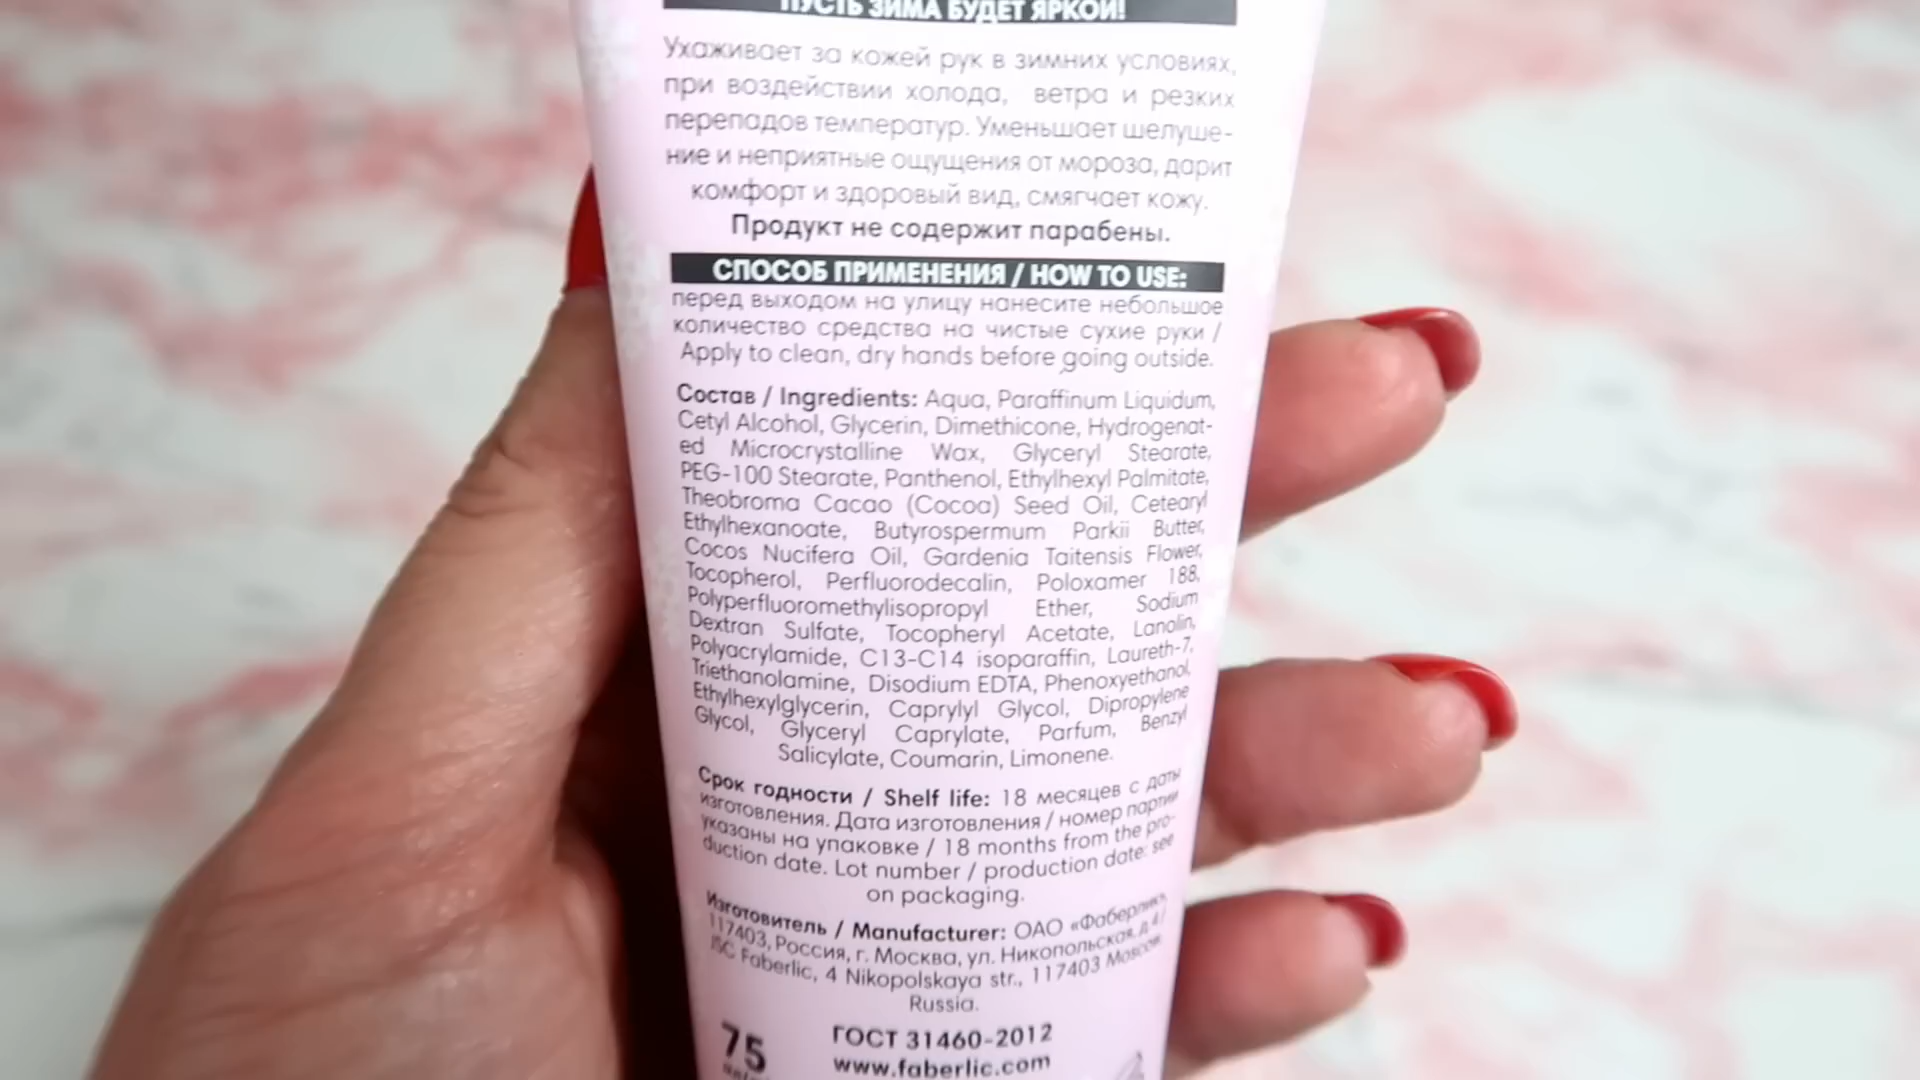 ПУСТЬ ЗИМА БУДЕТ ЯРКОЙ!
Ухаживает за кожей рук в зимних условиях,
при воздействии холода, ветра и резких
перепадов температур. Уменьшает шелуше-
ние и неприятные ощущения от мороза, дарит
комфорт и здоровый вид, смягчает кожу.
Продукт не содержит парабены.
СПОСОБ ПРИМЕНЕНИЯ / HOW TO USE:
перед выходом на улицу нанесите небольшое
количество средства на чистые сухие руки /
Apply to clean, dry hands before going outside.
Состав / Ingredients: Aqua, Paraffinum Liquidum,
Cetyl Alcohol, Glycerin, Dimethicone, Hydrogenat-
ed Microcrystalline Wax, Glyceryl Stearate,
PEG-100 Stearate, Panthenol, Ethylhexyl Palmitate,
Theobroma Cacao (Cocoa) Seed Oil, Cetearyl
Ethylhexanoate, Butyrospermum Parkii Butter,
Cocos Nucifera Oil, Gardenia Taitensis Flower,
Tocopherol, Perfluorodecalin, Poloxamer 188,
Polyperfluoromethylisopropyl Ether, Sodium
Dextran Sulfate, Tocopheryl Acetate, Lanolin,
Polyacrylamide, C13-C14 isoparaffin, Laureth-7,
Triethanolamine, Disodium EDTA, Phenoxyethanol,
Ethylhexylglycerin, Caprylyl Glycol, Dipropylene
Glycol, Glyceryl Caprylate, Parfum, Benzyl
Salicylate, Coumarin, Limonene.
Срок годности / Shelf life: 18 месяцев с даты
изготовления. Дата изготовления / номер партии
указаны на упаковке / 18 months from the pro-
duction date. Lot number / production date: see
on packaging.
Изготовитель / Manufacturer: ОАО «Фаберлик»,
117403, Россия, г. Москва, ул. Никопольская, д.4/
JSC Faberlic, 4 Nikopolskaya str., 117403 Moscow,
Russia.
75
ГОСТ 31460-2012
www.faberlic.com